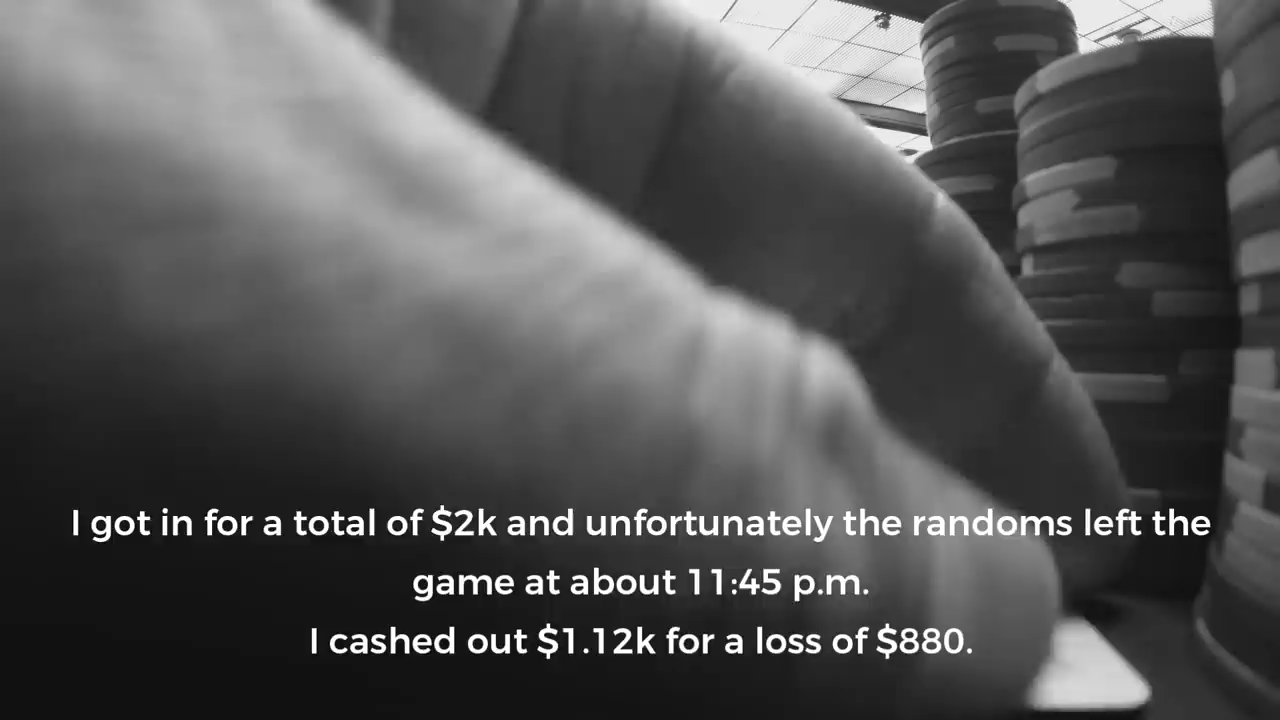 I got in for a total of $2k and unfortunately the randoms left the
game at about 11:45 p.m.
I cashed out $1.12k for a loss of $880.